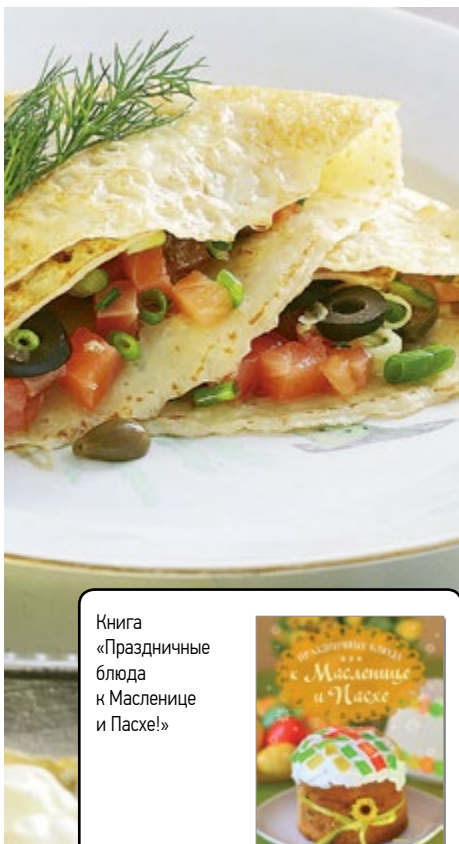 Книга
«Праздничные
блюда
к Масленице
и Пасхе!»
ПРАЗДНИЧНЫЕ БЛЮДА
к Масленице
и Пасхе